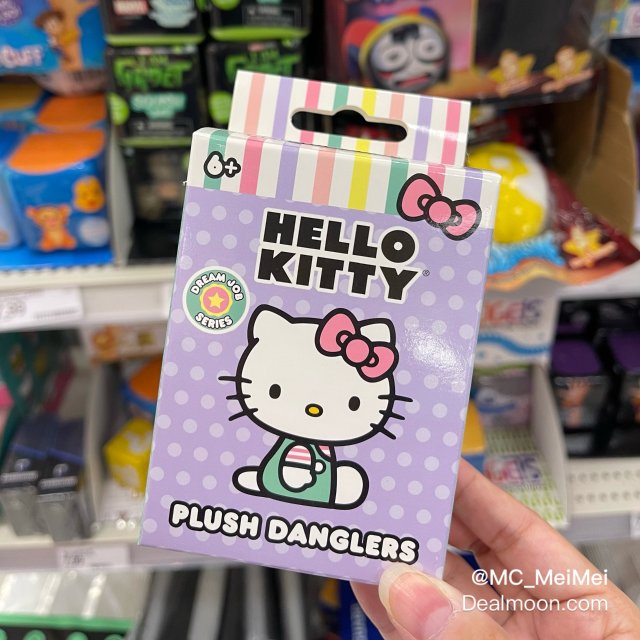 6+
HELLO
KITTY®
DREAM JOB
SERIES
PLUSH DANGLERS
@MC_MeiMei
Dealmoon.com